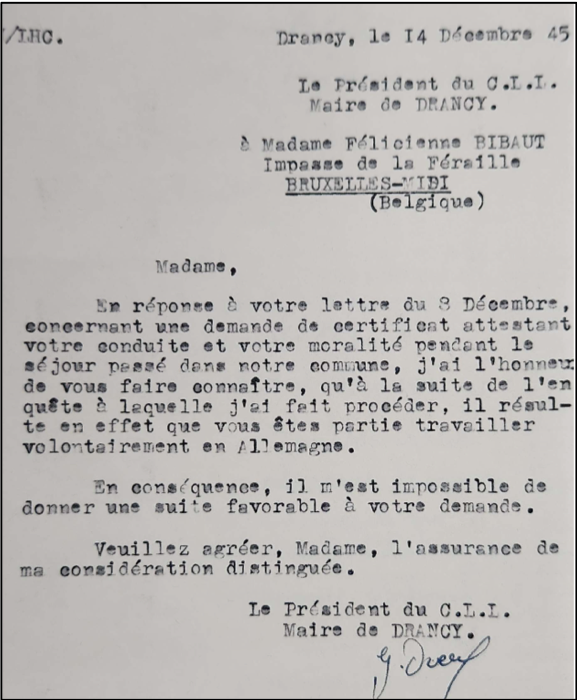 /LHC.
Drancy, le 14 Décembre 45
Le Président du C.L.L.
Maire de DRANCY.
à Madame Félicienne BIBAUT
Impasse de la Féraille
BRUXELLES-MIDI
(Belgique)
Madame,
En réponse à votre lettre du 8 Décembre,
concernant une demande de certificat attestant
votre conduite et votre moralité pendant le
séjour passé dans notre commune, j'ai l'honneur
de vous faire connaître, qu'à la suite de l'en
quête à laquelle j'ai fait procéder, il résul-
te en effet que vous êtes partie travailler
volontairement en Allemagne.
En conséquence, il m'est impossible de
donner une suite favorable à votre demande.
Veuillez agréer, Madame, l'assurance de
ma considération distinguée.
Le Président du C.L.L.
Maire de DRANCY.